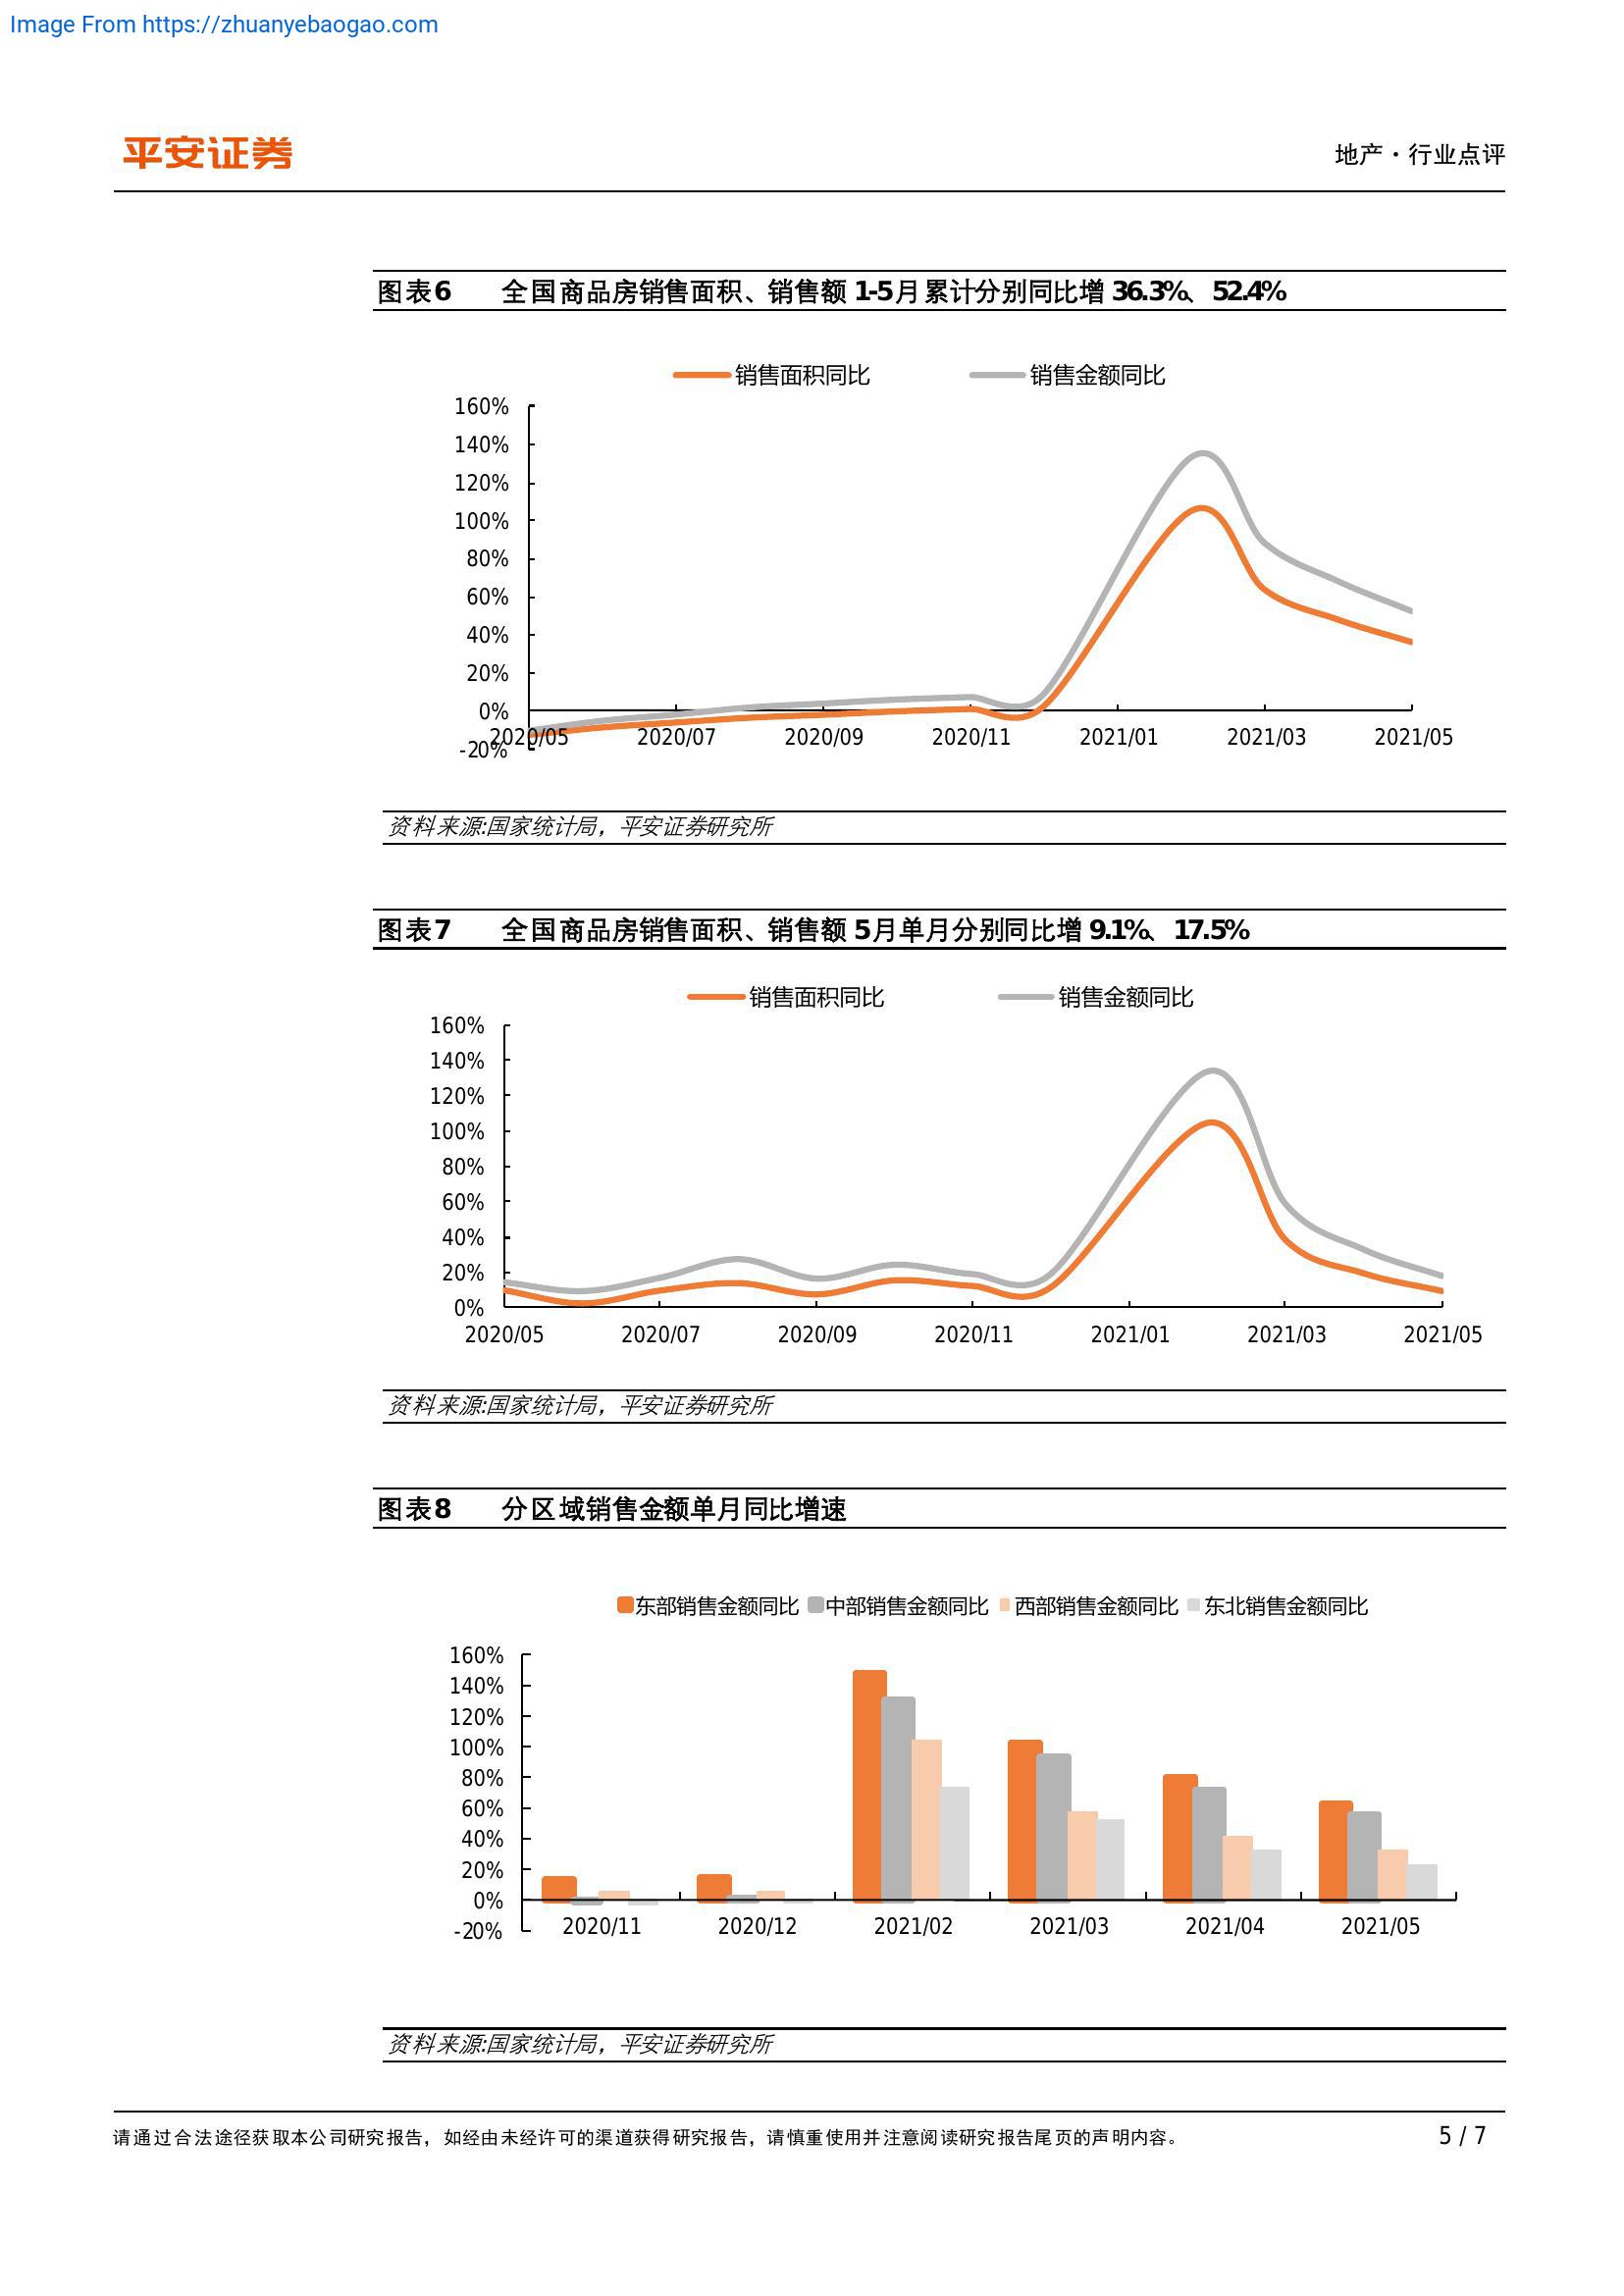 Image From https://zhuanyebaogao.com
平安证券
地产·行业点评
图表6 全国商品房销售面积、销售额 1-5月累计分别同比增 36.3%、52.4%
销售面积同比 销售金额同比
160%
140%
120%
100%
80%
60%
40%
20%
0%
-20%
2020/05 2020/07 2020/09 2020/11 2021/01 2021/03 2021/05
资料来源:国家统计局，平安证券研究所
图表7 全国商品房销售面积、销售额 5月单月分别同比增 9.1%、17.5%
销售面积同比 销售金额同比
160%
140%
120%
100%
80%
60%
40%
20%
0%
2020/05 2020/07 2020/09 2020/11 2021/01 2021/03 2021/05
资料来源:国家统计局，平安证券研究所
图表8 分区域销售金额单月同比增速
东部销售金额同比 中部销售金额同比 西部销售金额同比 东北销售金额同比
160%
140%
120%
100%
80%
60%
40%
20%
0%
-20%
2020/11 2020/12 2021/02 2021/03 2021/04 2021/05
资料来源:国家统计局，平安证券研究所
请通过合法途径获取本公司研究报告，如经由未经许可的渠道获得研究报告，请慎重使用并注意阅读研究报告尾页的声明内容。 5 / 7